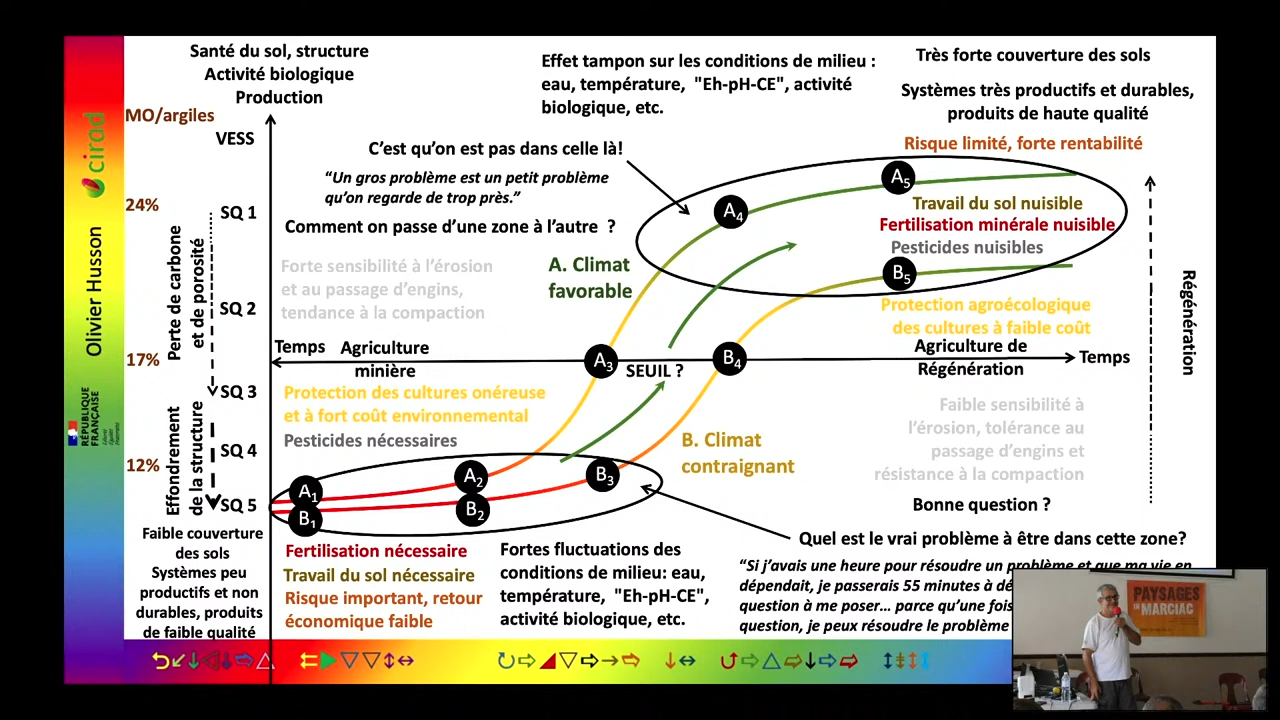 Santé du sol, structure
Activité biologique
Production
MO/argiles
VESS
Effet tampon sur les conditions de milieu :
eau, température, "Eh-pH-CE", activité
biologique, etc.
Très forte couverture des sols
Systèmes très productifs et durables,
produits de haute qualité
Risque limité, forte rentabilité
C'est qu'on est pas dans celle là!
"Un gros problème est un petit problème
qu'on regarde de trop près."
Comment on passe d'une zone à l'autre ?
24%
SQ 1
A4
A5
Travail du sol nuisible
Fertilisation minérale nuisible
Pesticides nuisibles
B5
Forte sensibilité à l'érosion
et au passage d'engins,
tendance à la compaction
A. Climat
favorable
Protection agroécologique
des cultures à faible coût
Perte de carbone
et de porosité
SQ 2
Régénération
17%
Temps
Agriculture
minière
A3
SEUIL ?
B4
Agriculture de
Régénération
Temps
SQ 3
Protection des cultures onéreuse
et à fort coût environnemental
Pesticides nécessaires
B. Climat
contraignant
Faible sensibilité à
l'érosion, tolérance au
passage d'engins et
résistance à la compaction
Bonne question ?
Effondrement
de la structure
SQ 4
12%
SQ 5
A1
A2
B3
B1
B2
Quel est le vrai problème à être dans cette zone?
Faible couverture
des sols
Systèmes peu
productifs et non
durables, produits
de faible qualité
Fertilisation nécessaire
Travail du sol nécessaire
Risque important, retour
économique faible
Fortes fluctuations des
conditions de milieu: eau,
température, "Eh-pH-CE",
activité biologique, etc.
"Si j'avais une heure pour résoudre un problème et que ma vie en
dépendait, je passerais 55 minutes à
question à me poser... parce qu'une fois
question, je peux résoudre le problème
cirad
Olivier Husson
RÉPUBLIQUE
FRANÇAISE
PAYSAGES
IN MARCIAC